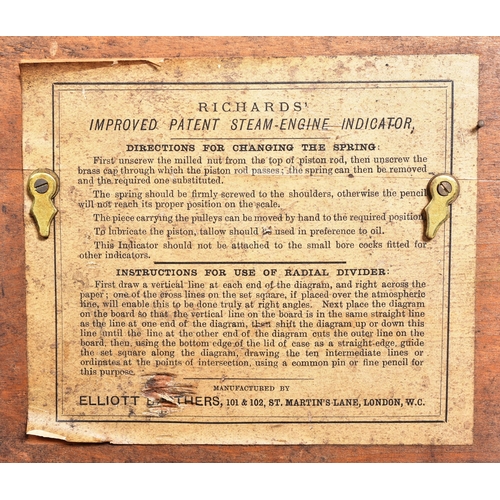 RICHARDS'
IMPROVED PATENT STEAM-ENGINE INDICATOR,
DIRECTIONS FOR CHANGING THE SPRING:
First unscrew the milled nut from the top of piston rod, then unscrew the
brass cap through which the piston rod passes; the spring can then be removed
and the required one substituted.
The spring should be firmly screwed to the shoulders, otherwise the pencil
will not reach its proper position on the scale.
The piece carrying the pulleys can be moved by hand to the required position.
To lubricate the piston, tallow should be used in preference to oil.
This Indicator should not be attached to the small bore cocks fitted for
other indicators.
INSTRUCTIONS FOR USE OF RADIAL DIVIDER:
First draw a vertical line at each end of the diagram, and right across the
paper; one of the cross lines on the set square, if placed over the atmospheric
line, will enable this to be done truly at right angles. Next place the diagram
on the board so that the vertical line on the board is in the same straight line
as the line at one end of the diagram, then shift the diagram up or down this
line until the line at the other end of the diagram cuts the outer line on the
board, then, using the bottom edge of the lid of case as a straight-edge, guide
the set square along the diagram, drawing the ten intermediate lines or
ordinates at the points of intersection, using a common pin or fine pencil for
this purpose.
MANUFACTURED BY
ELLIOTT THERS, 101 & 102, ST. MARTIN'S LANE, LONDON, W.C.